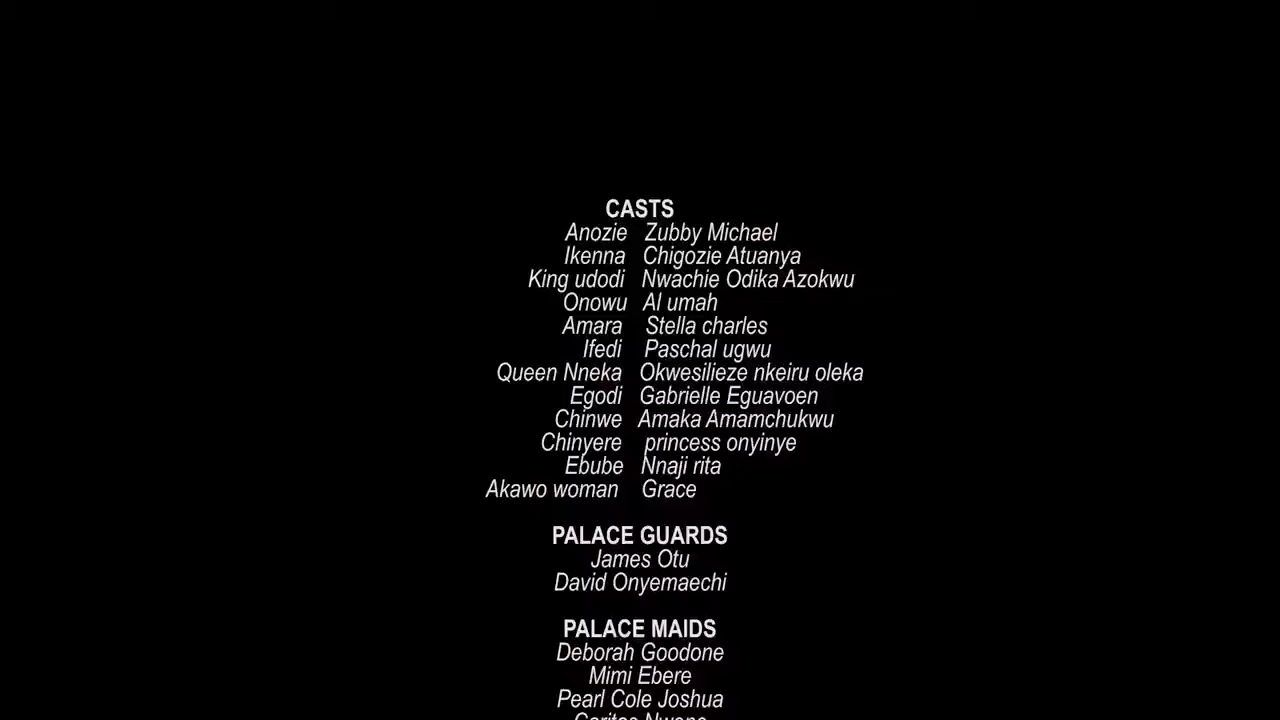 CASTS
Anozie Zubby Michael
Ikenna Chigozie Atuanya
King udodi Nwachie Odika Azokwu
Onowu Al umah
Amara Stella charles
Ifedi Paschal ugwu
Queen Nneka Okwesilieze nkeiru oleka
Egodi Gabrielle Eguavoen
Chinwe Amaka Amamchukwu
Chinyere princess onyinye
Ebube Nnaji rita
Akawo woman Grace
PALACE GUARDS
James Otu
David Onyemaechi
PALACE MAIDS
Deborah Goodone
Mimi Ebere
Pearl Cole Joshua